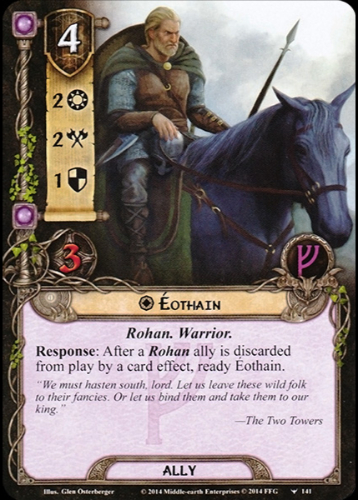 4
2
2
1
3
Éothain
Rohan. Warrior.
Response: After a Rohan ally is discarded
from play by a card effect, ready Éothain.
"We must hasten south, lord. Let us leave these wild folk
to their fancies. Or let us bind them and take them to our
king."
—The Two Towers
ALLY
Illus. Glen Osterberger
© 2014 Middle-earth Enterprises © 2014 FFG
141